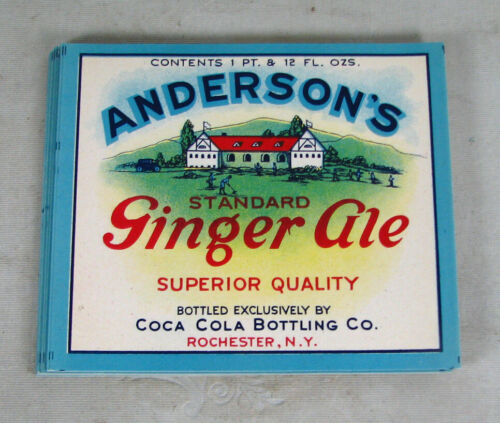 CONTENTS 1 PT. & 12 FL. OZS.
ANDERSON'S
STANDARD
Ginger Ale
SUPERIOR QUALITY
BOTTLED EXCLUSIVELY BY
COCA COLA BOTTLING CO.
ROCHESTER, N.Y.